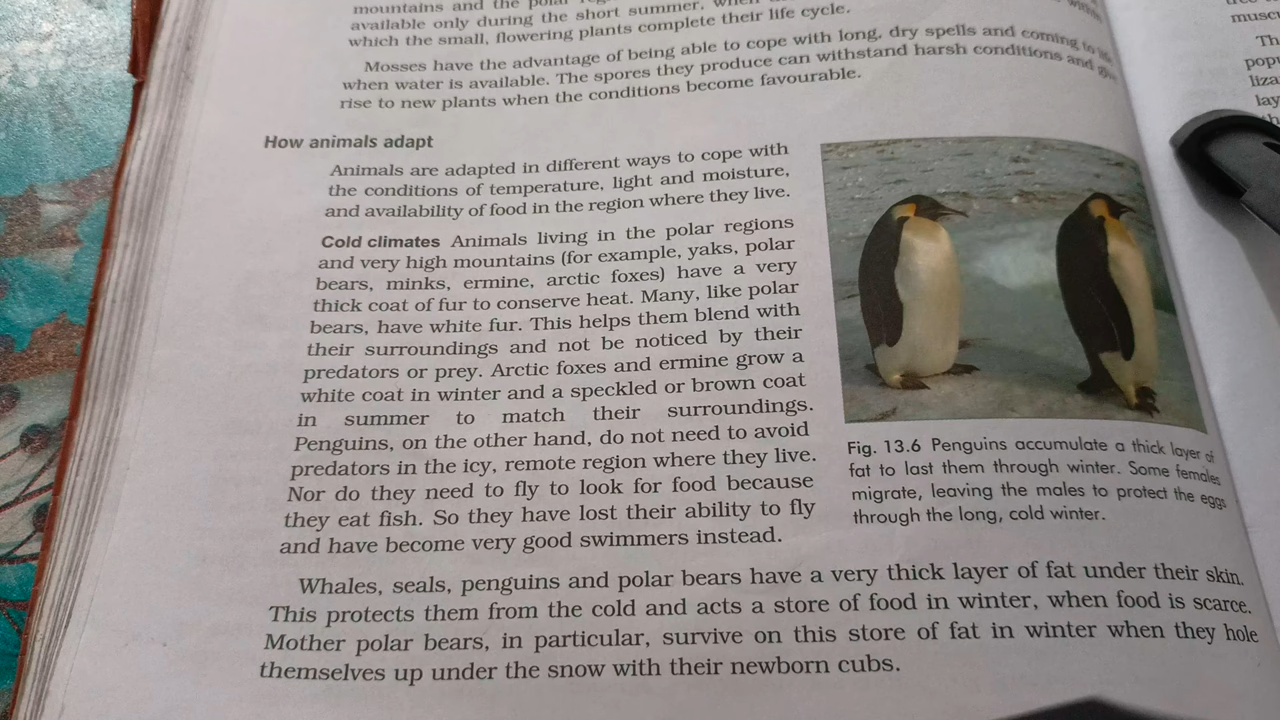 mountains and the polar
available only during the short summer, when
which the small, flowering plants complete their life cycle.
Mosses have the advantage of being able to cope with long, dry spells and coming to
when water is available. The spores they produce can withstand harsh conditions and
rise to new plants when the conditions become favourable.
How animals adapt
Animals are adapted in different ways to cope with
the conditions of temperature, light and moisture,
and availability of food in the region where they live.
Cold climates Animals living in the polar regions
and very high mountains (for example, yaks, polar
bears, minks, ermine, arctic foxes) have a very
thick coat of fur to conserve heat. Many, like polar
bears, have white fur. This helps them blend with
their surroundings and not be noticed by their
predators or prey. Arctic foxes and ermine grow a
white coat in winter and a speckled or brown coat
in summer to match their surroundings.
Penguins, on the other hand, do not need to avoid
predators in the icy, remote region where they live.
Nor do they need to fly to look for food because
they eat fish. So they have lost their ability to fly
and have become very good swimmers instead.
Fig. 13.6 Penguins accumulate a thick layer of
fat to last them through winter. Some females
migrate, leaving the males to protect the eggs
through the long, cold winter.
Whales, seals, penguins and polar bears have a very thick layer of fat under their skin.
This protects them from the cold and acts a store of food in winter, when food is scarce.
Mother polar bears, in particular, survive on this store of fat in winter when they hole
themselves up under the snow with their newborn cubs.